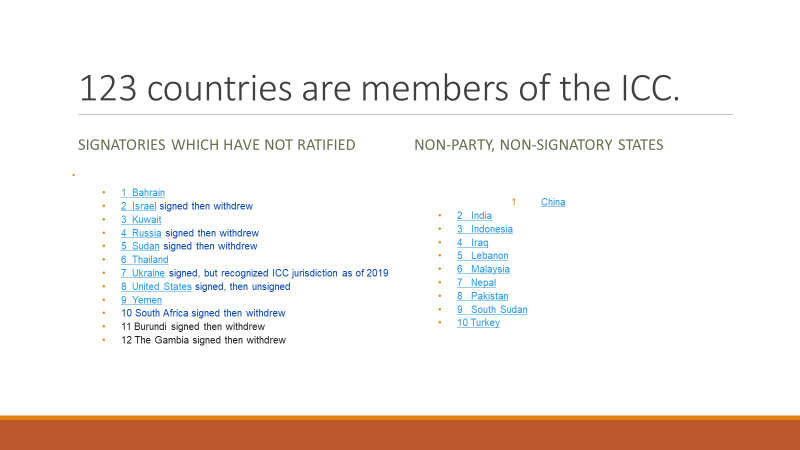 123 countries are members of the ICC.
SIGNATORIES WHICH HAVE NOT RATIFIED
1 Bahrain
2 Israel signed then withdrew
3 Kuwait
4 Russia signed then withdrew
5 Sudan signed then withdrew
6 Thailand
7 Ukraine signed, but recognized ICC jurisdiction as of 2019
8 United States signed, then unsigned
9 Yemen
10 South Africa signed then withdrew
11 Burundi signed then withdrew
12 The Gambia signed then withdrew
NON-PARTY, NON-SIGNATORY STATES
1 China
2 India
3 Indonesia
4 Iraq
5 Lebanon
6 Malaysia
7 Nepal
8 Pakistan
9 South Sudan
10 Turkey